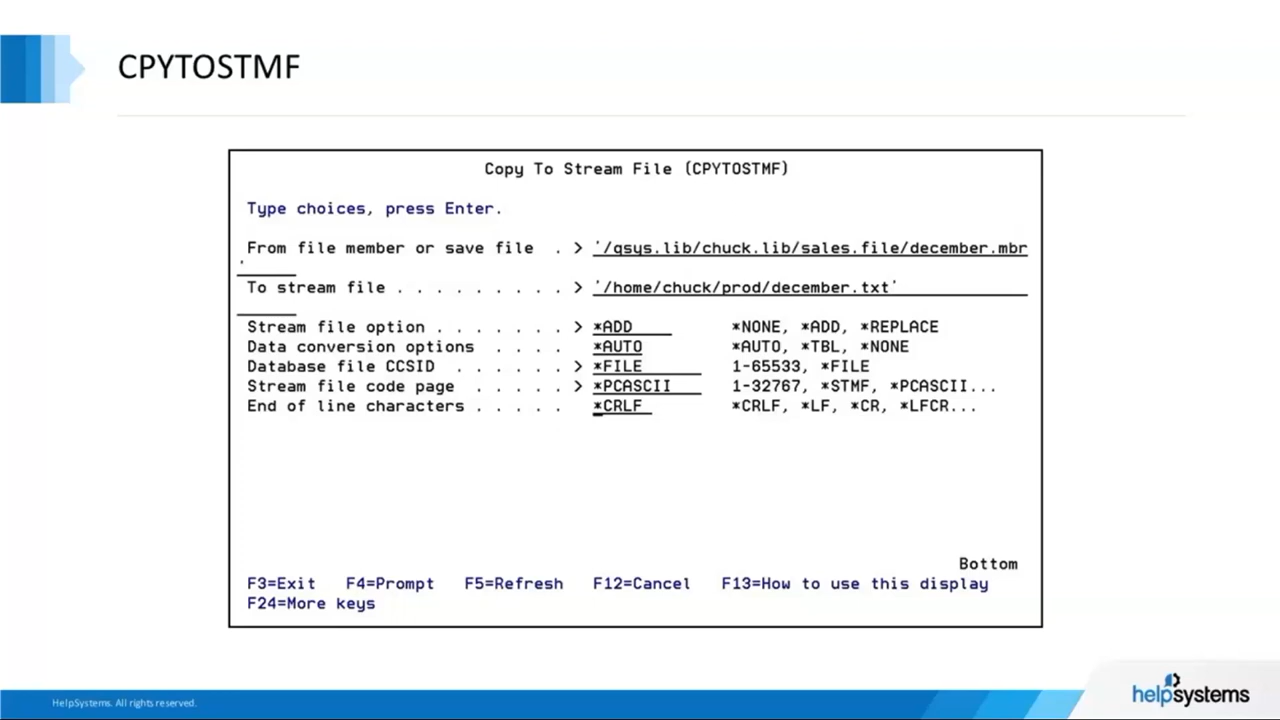 CPYTOSTMF
Copy To Stream File (CPYTOSTMF)
Type choices, press Enter.
From file member or save file . > '/qsys.lib/chuck.lib/sales.file/december.mbr
'
To stream file . . . . . . . . . > '/home/chuck/prod/december.txt'
Stream file option . . . . . . . > *ADD *NONE, *ADD, *REPLACE
Data conversion options . . . . *AUTO *AUTO, *TBL, *NONE
Database file CCSID . . . . . . > *FILE 1-65533, *FILE
Stream file code page . . . . . > *PCASCII 1-32767, *STMF, *PCASCII...
End of line characters . . . . . *CRLF *CRLF, *LF, *CR, *LFCR...
Bottom
F3=Exit F4=Prompt F5=Refresh F12=Cancel F13=How to use this display
F24=More keys
HelpSystems. All rights reserved.
helpsystems